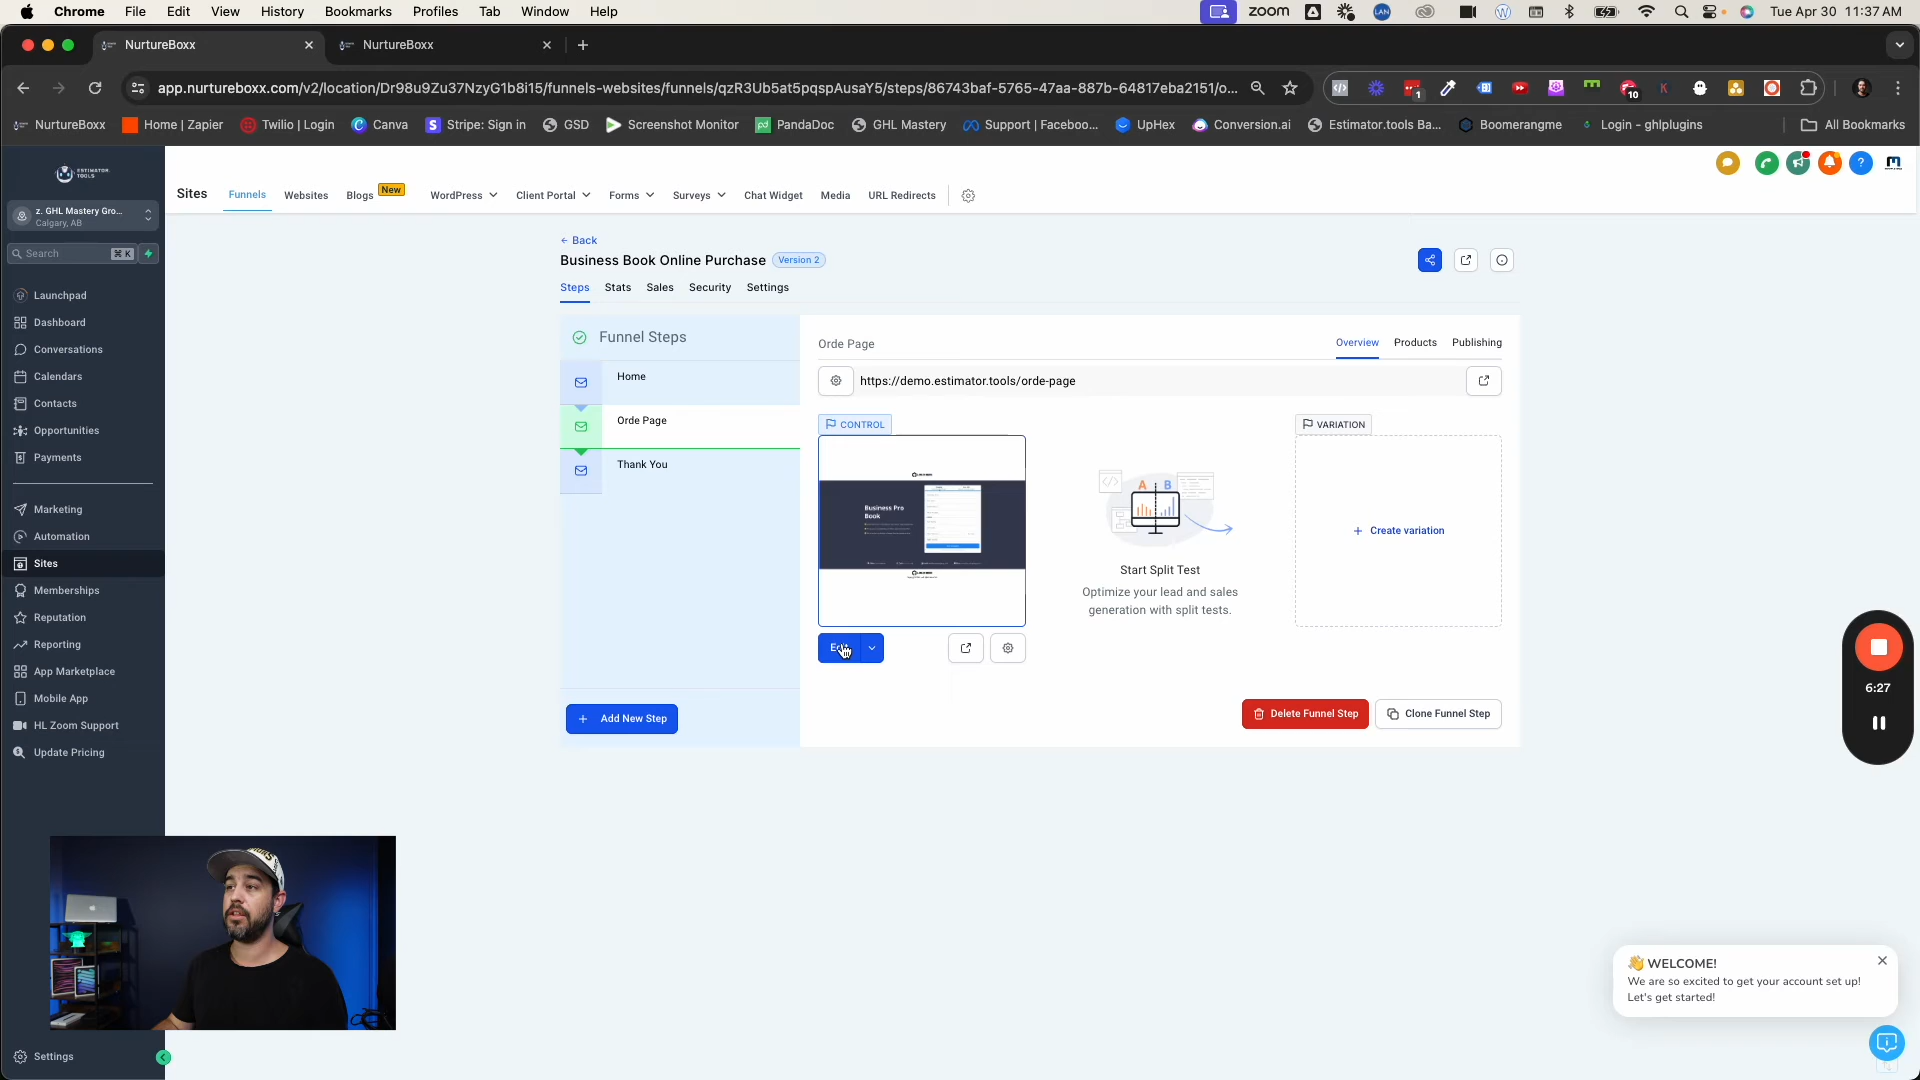 Chrome File Edit View History Bookmarks Profiles Tab Window Help
zoom LAN Tue Apr 30 11:37 AM
NurtureBoxx NurtureBoxx
app.nurtureboxx.com/v2/location/Dr98u9Zu37NzyG1b8i15/funnels-websites/funnels/qzR3Ub5at5pqspAusaY5/steps/86743baf-5765-47aa-887b-64817eba2151/o...
1
10
NurtureBoxx Home | Zapier Twilio | Login Canva Stripe: Sign in GSD Screenshot Monitor PandaDoc GHL Mastery Support | Faceboo... UpHex Conversion.ai Estimator.tools Ba... Boomerangme Login - ghlplugins All Bookmarks
ESTIMATOR
TOOLS
Sites Funnels Websites Blogs New WordPress Client Portal Forms Surveys Chat Widget Media URL Redirects
z. GHL Mastery Gro...
Calgary, AB
Search ⌘ K
Launchpad
Dashboard
Conversations
Calendars
Contacts
Opportunities
Payments
Marketing
Automation
Sites
Memberships
Reputation
Reporting
App Marketplace
Mobile App
HL Zoom Support
Update Pricing
Settings
← Back
Business Book Online Purchase Version 2
Steps Stats Sales Security Settings
Funnel Steps
Home
Orde Page
Thank You
+ Add New Step
Orde Page Overview Products Publishing
https://demo.estimator.tools/orde-page
CONTROL
VARIATION
Business Pro
Book
A B
Start Split Test
Optimize your lead and sales
generation with split tests.
+ Create variation
Delete Funnel Step Clone Funnel Step
6:27
👋 WELCOME!
We are so excited to get your account set up!
Let's get started!